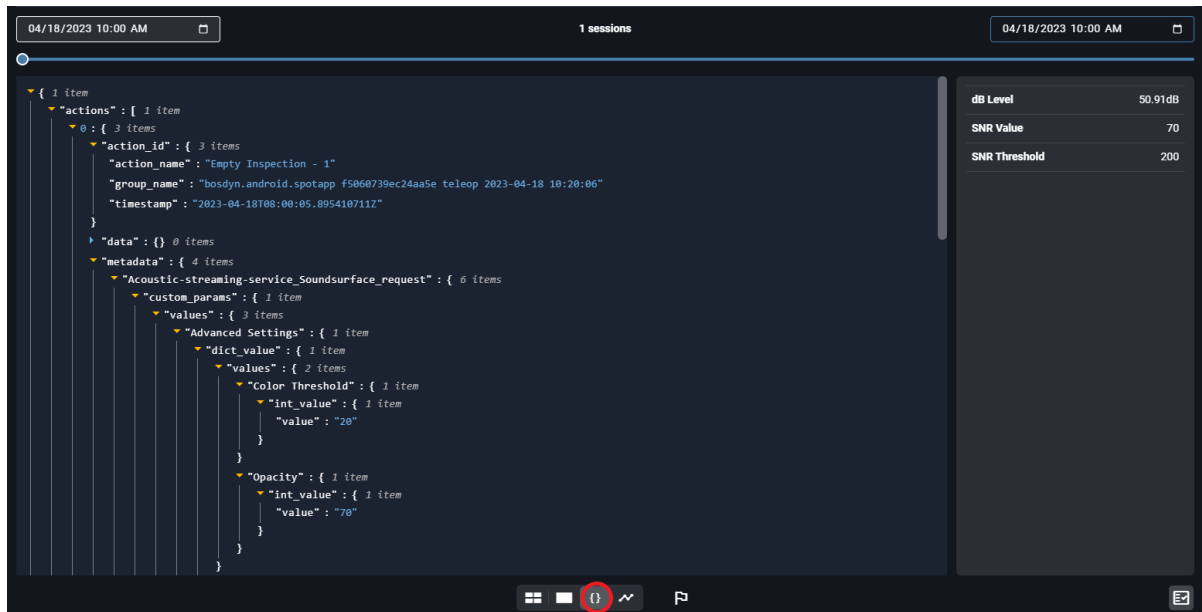 04/18/2023 10:00 AM
1 sessions
04/18/2023 10:00 AM
{ 1 item
"actions" : [ 1 item
0 : { 3 items
"action_id" : { 3 items
"action_name" : "Empty Inspection - 1"
"group_name" : "bosdyn.android.spotapp f5060739ec24aa5e teleop 2023-04-18 10:20:06"
"timestamp" : "2023-04-18T08:00:05.895410711Z"
}
"data" : {} 0 items
"metadata" : { 4 items
"Acoustic-streaming-service_Soundsurface_request" : { 6 items
"custom_params" : { 1 item
"values" : { 3 items
"Advanced Settings" : { 1 item
"dict_value" : { 1 item
"values" : { 2 items
"Color Threshold" : { 1 item
"int_value" : { 1 item
"value" : "20"
}
}
"Opacity" : { 1 item
"int_value" : { 1 item
"value" : "70"
}
}
}
dB Level 50.91dB
SNR Value 70
SNR Threshold 200
{}